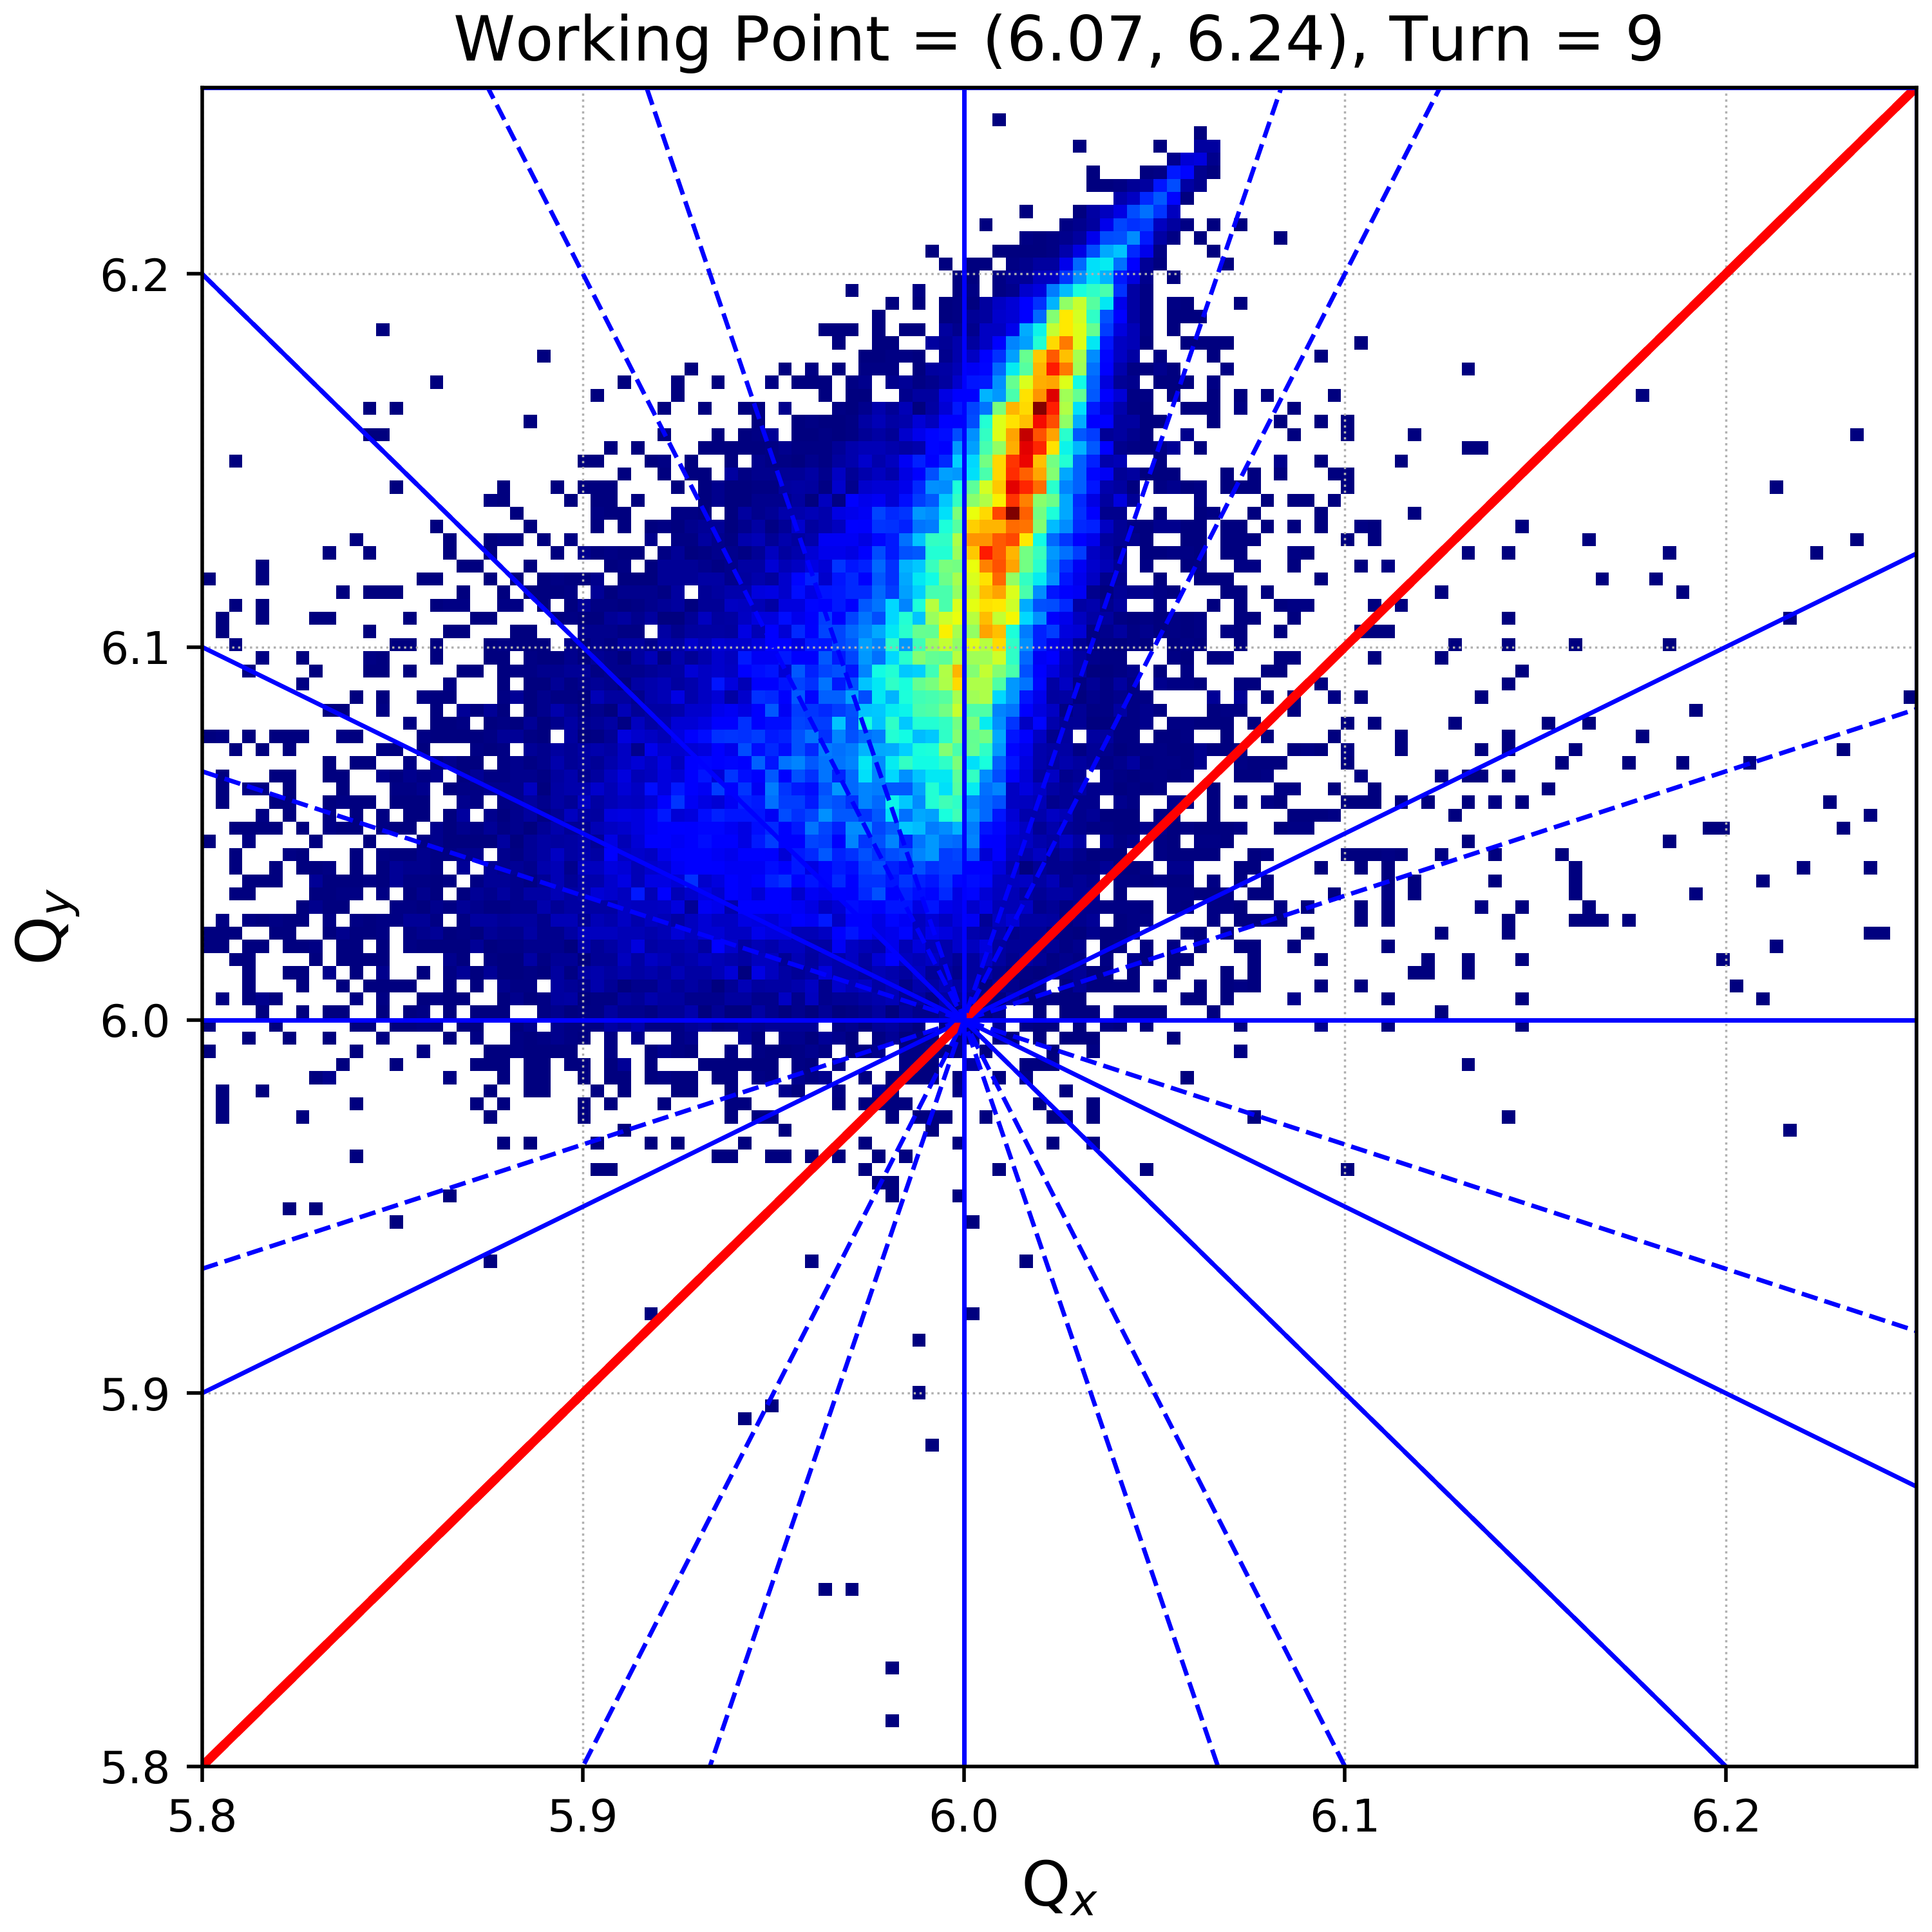 Working Point = (6.07, 6.24), Turn = 9
6.2
6.1
6.0
5.9
5.8
Qy
5.8 5.9 6.0 6.1 6.2
Qx